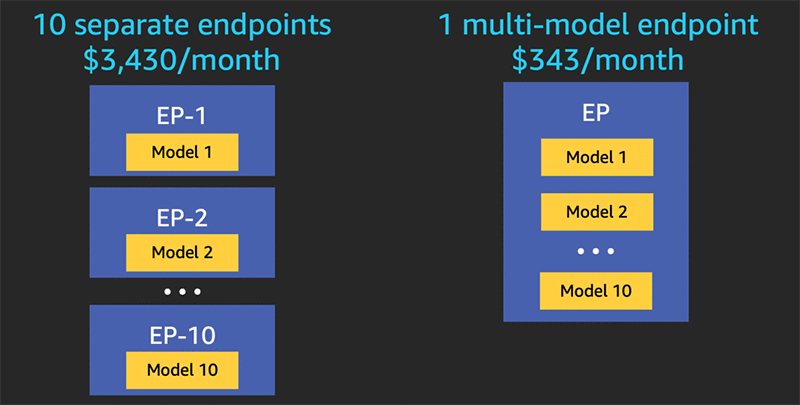 10 separate endpoints
$3,430/month
EP-1
Model 1
EP-2
Model 2
...
EP-10
Model 10
1 multi-model endpoint
$343/month
EP
Model 1
Model 2
...
Model 10